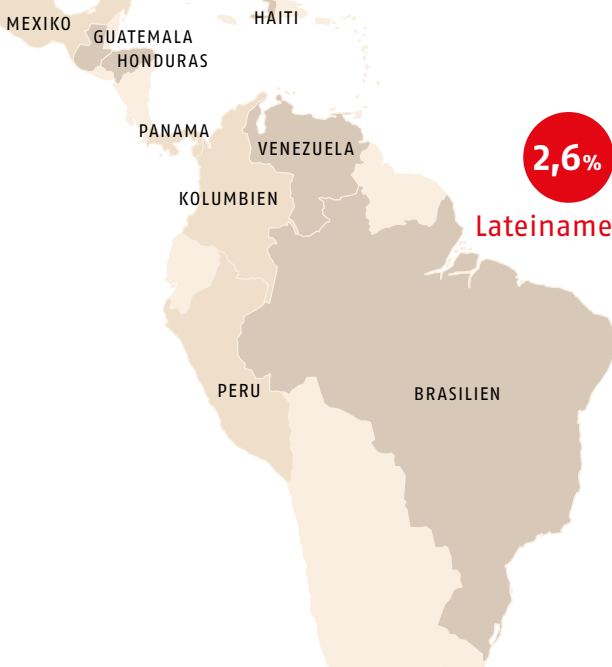 HAITI
MEXIKO
GUATEMALA
HONDURAS
PANAMA
VENEZUELA
2,6%
KOLUMBIEN
Lateiname
PERU
BRASILIEN